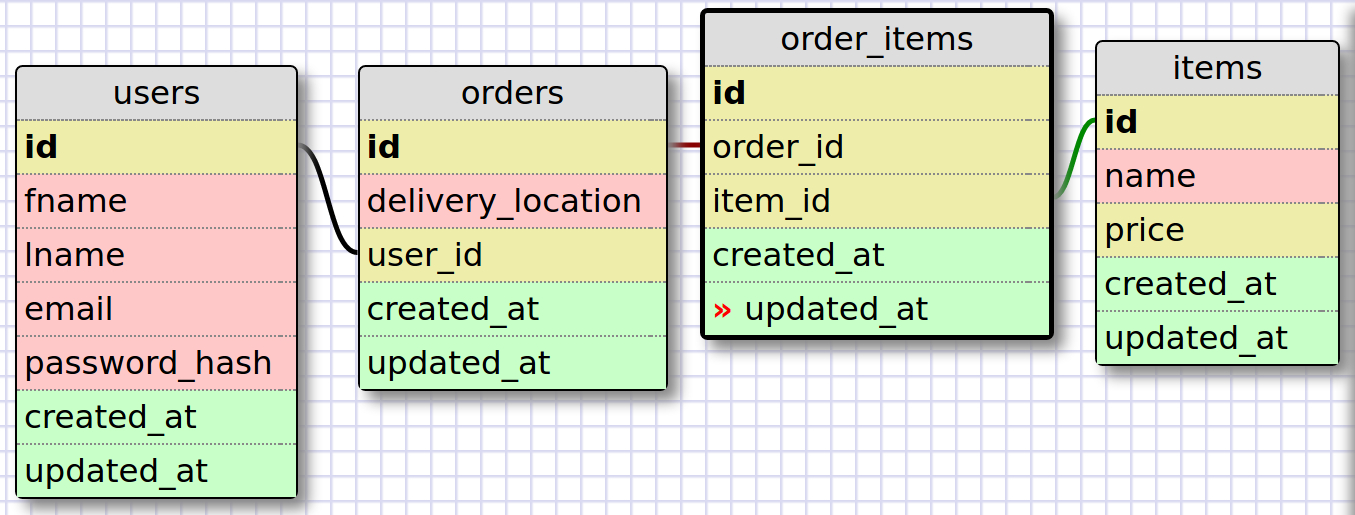 users
id
fname
lname
email
password_hash
created_at
updated_at
orders
id
delivery_location
user_id
created_at
updated_at
order_items
id
order_id
item_id
created_at
» updated_at
items
id
name
price
created_at
updated_at